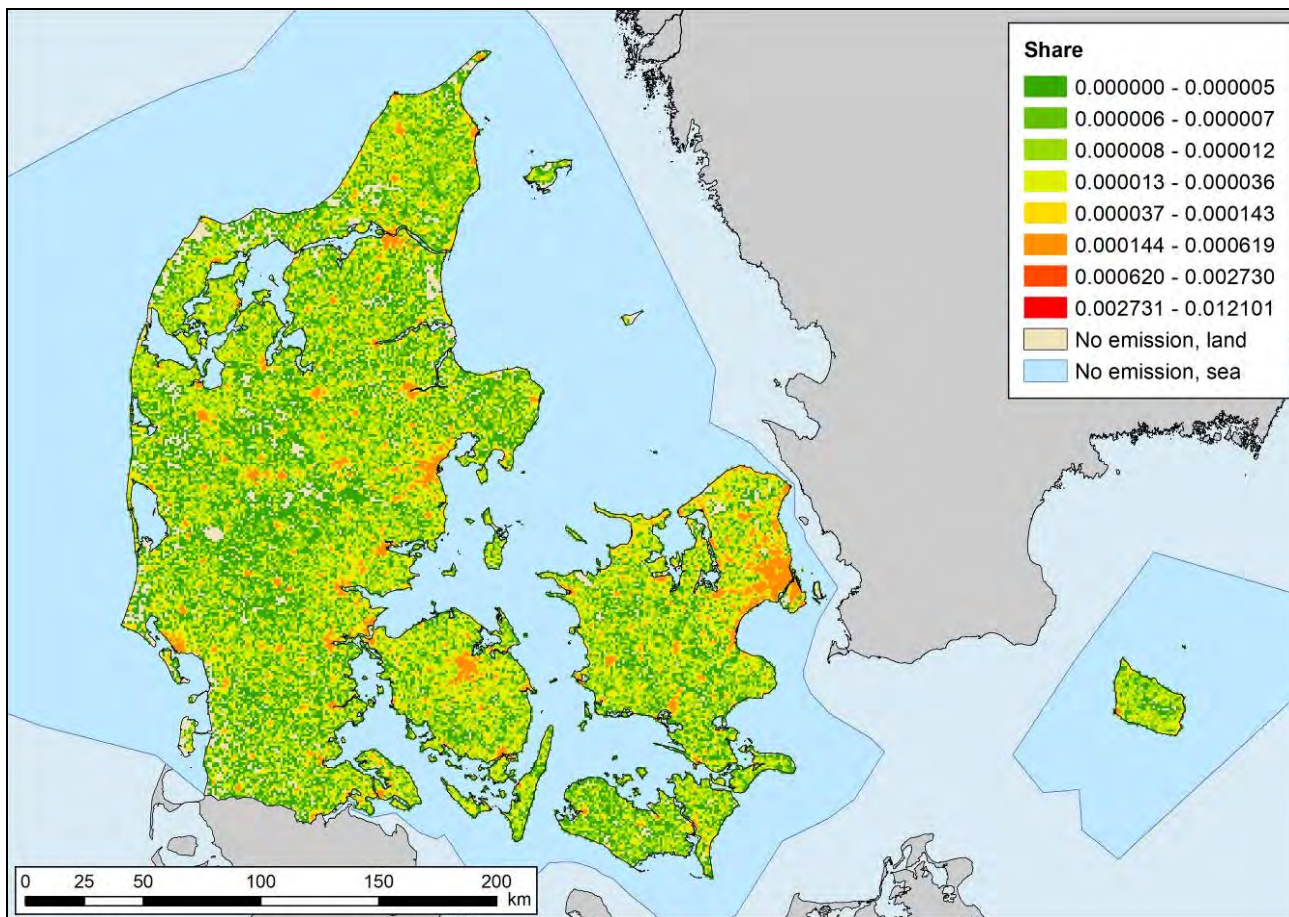 Share
0.000000 - 0.000005
0.000006 - 0.000007
0.000008 - 0.000012
0.000013 - 0.000036
0.000037 - 0.000143
0.000144 - 0.000619
0.000620 - 0.002730
0.002731 - 0.012101
No emission, land
No emission, sea
0 25 50 100 150 200
km